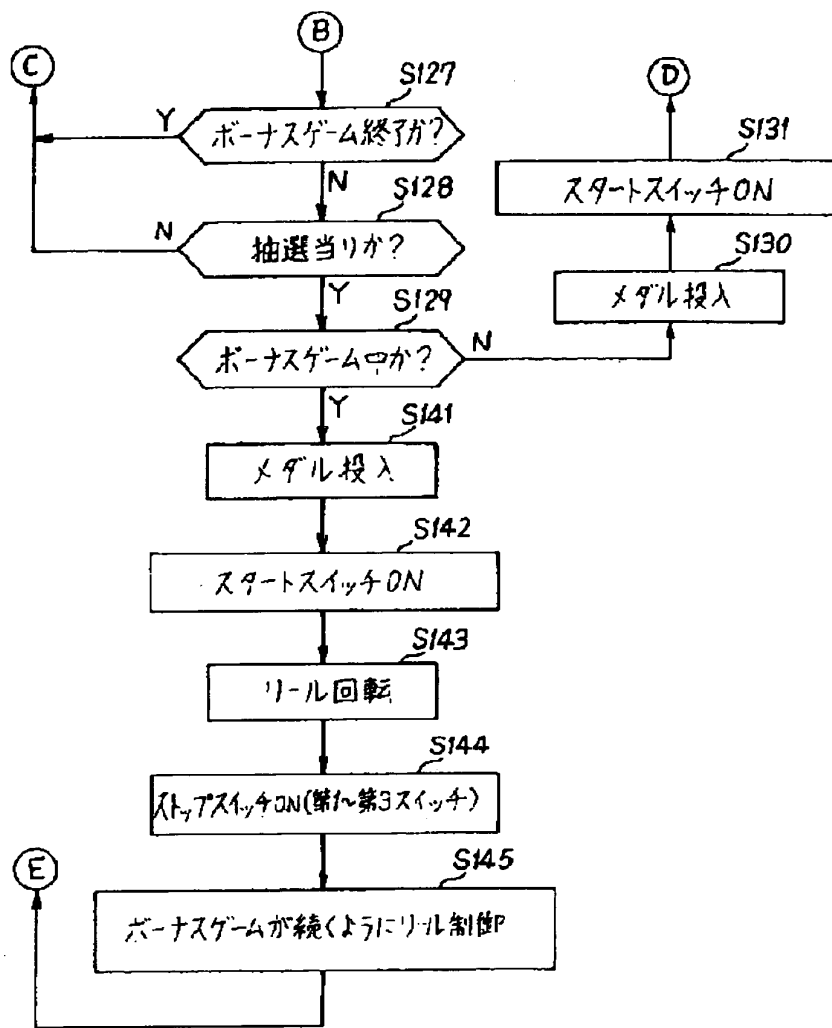 B
C
S127
D
Y
ボーナスゲーム終了か?
S131
N
S128
スタートスイッチON
N
抽選当りか?
S130
Y
S129
メダル投入
ボーナスゲーム中か?
N
Y
S141
メダル投入
S142
スタートスイッチON
S143
リール回転
S144
ストップスイッチON(第1~第3スイッチ)
E
S145
ボーナスゲームが続くようにリール制御